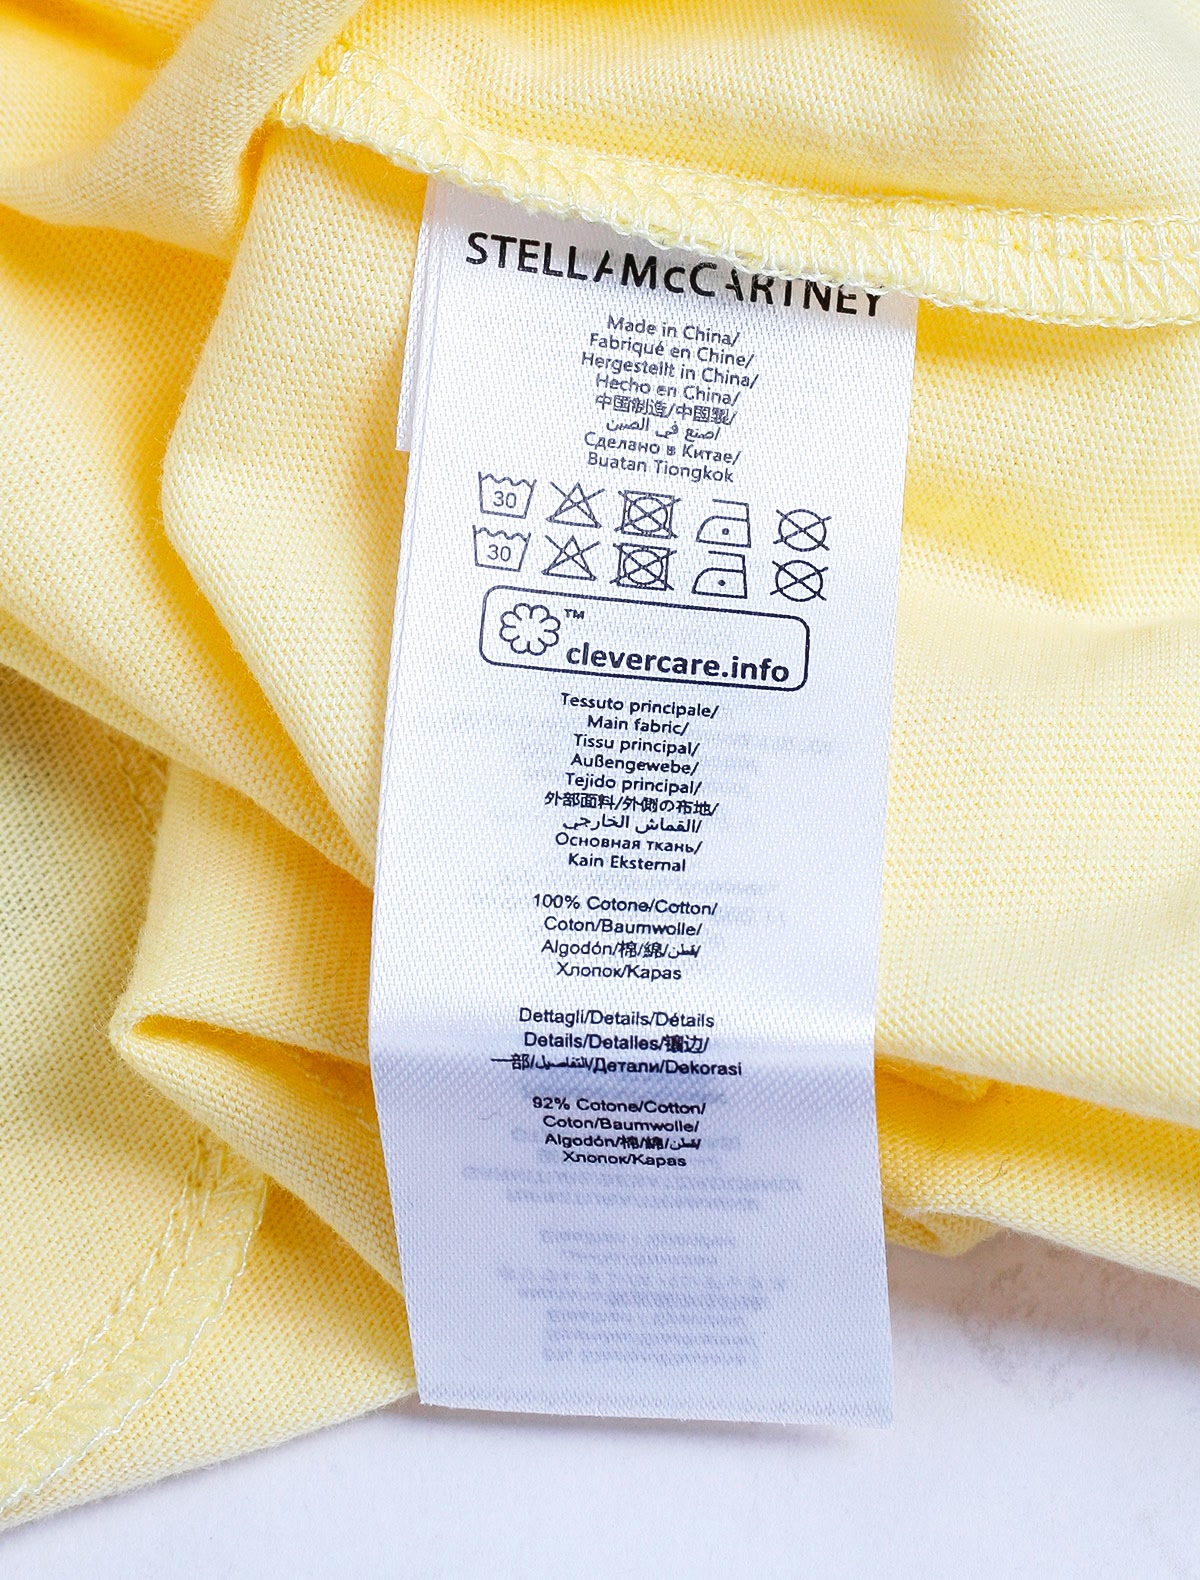 STELLAMcCARTNEY
Made in China/
Fabriqué en Chine/
Hergestellt in China/
Hecho en China/
中国制造/中国製/
صنع في الصين/
Сделано в Китае/
Buatan Tiongkok
30
30
TM
clevercare.info
Tessuto principale/
Main fabric/
Tissu principal/
Außengewebe/
Tejido principal/
外部面料/外側の布地/
القماش الخارجي/
Основная ткань/
Kain Eksternal
100% Cotone/Cotton/
Coton/Baumwolle/
Algodón/棉/綿/قطن/
Хлопок/Kapas
Dettagli/Details/Détails
Details/Detalles/镶边/
一部/التفاصيل/Детали/Dekorasi
92% Cotone/Cotton/
Coton/Baumwolle/
Algodón/棉/綿/قطن/
Хлопок/Kapas